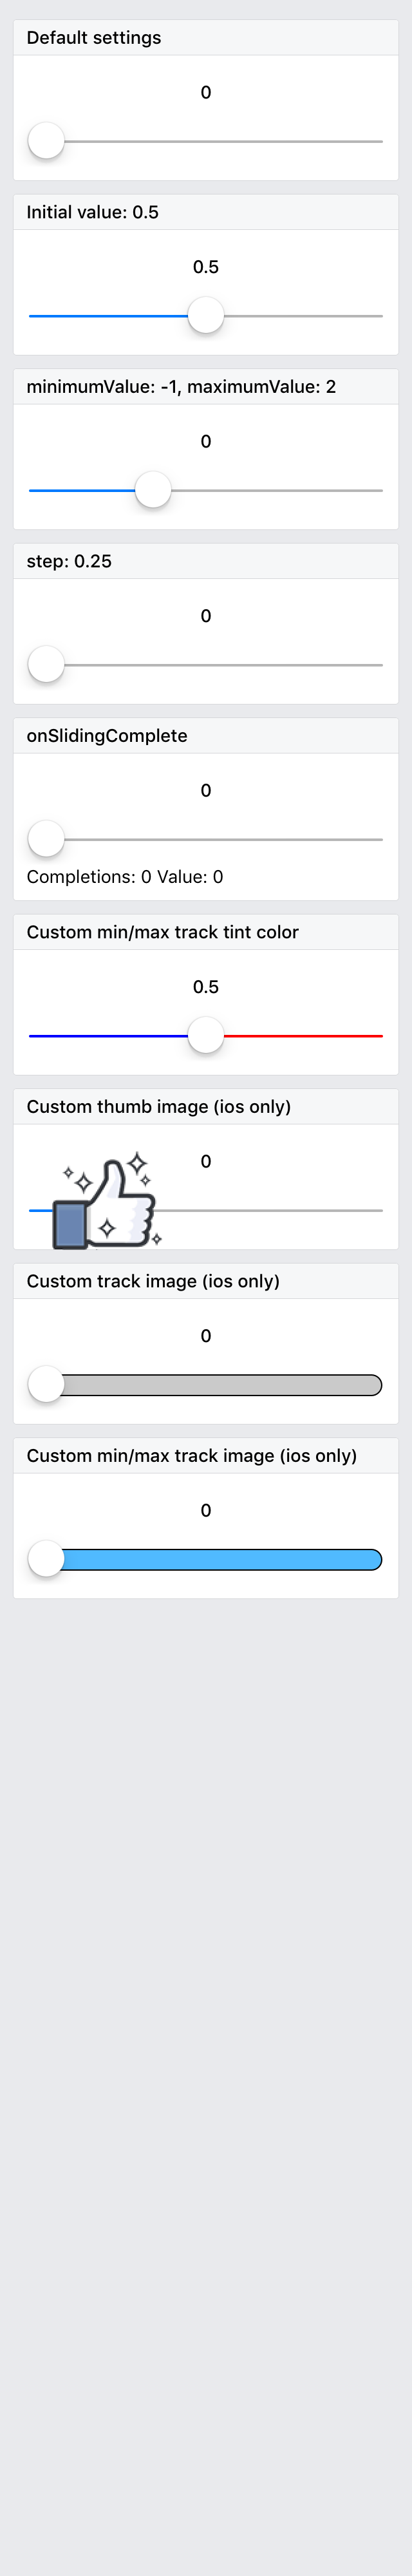 Default settings
0
Initial value: 0.5
0.5
minimumValue: -1, maximumValue: 2
0
step: 0.25
0
onSlidingComplete
0
Completions: 0 Value: 0
Custom min/max track tint color
0.5
Custom thumb image (ios only)
0
Custom track image (ios only)
0
Custom min/max track image (ios only)
0